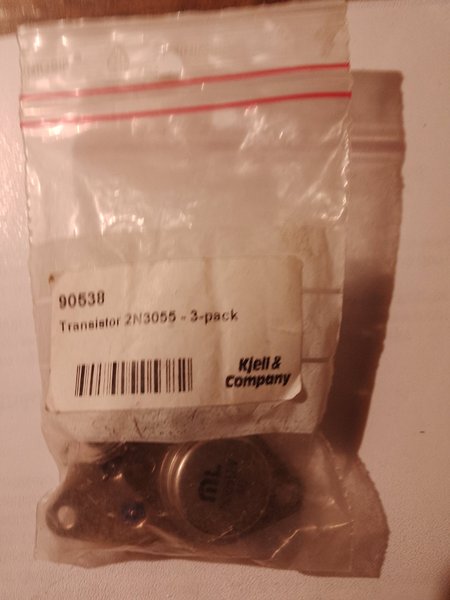 90538
Transistor 2N3055 - 3-pack
Kjell &
Company